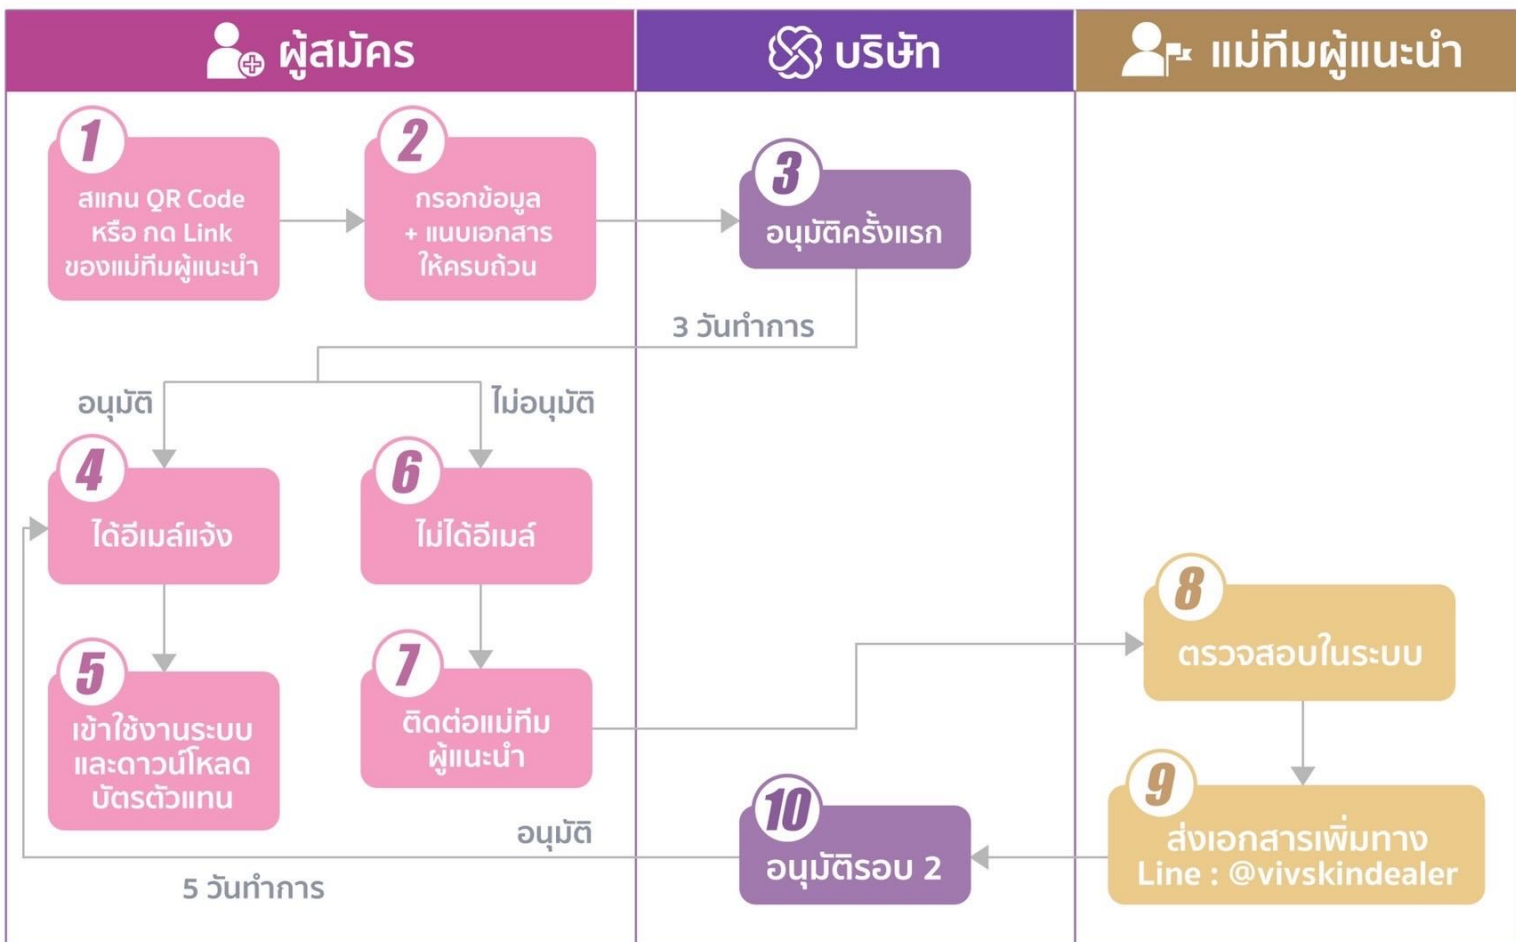 ผู้สมัคร
บริษัท
แม่ทีมผู้แนะนำ
1
สแกน QR Code
หรือ กด Link
ของแม่ทีมผู้แนะนำ
2
กรอกข้อมูล
+ แนบเอกสาร
ให้ครบถ้วน
3
อนุมัติครั้งแรก
3 วันทำการ
อนุมัติ
ไม่อนุมัติ
4
ได้อีเมล์แจ้ง
5
เข้าใช้งานระบบ
และดาวน์โหลด
บัตรตัวแทน
6
ไม่ได้อีเมล์
7
ติดต่อแม่ทีม
ผู้แนะนำ
8
ตรวจสอบในระบบ
9
ส่งเอกสารเพิ่มทาง
Line : @vivskindealer
10
อนุมัติรอบ 2
อนุมัติ
5 วันทำการ